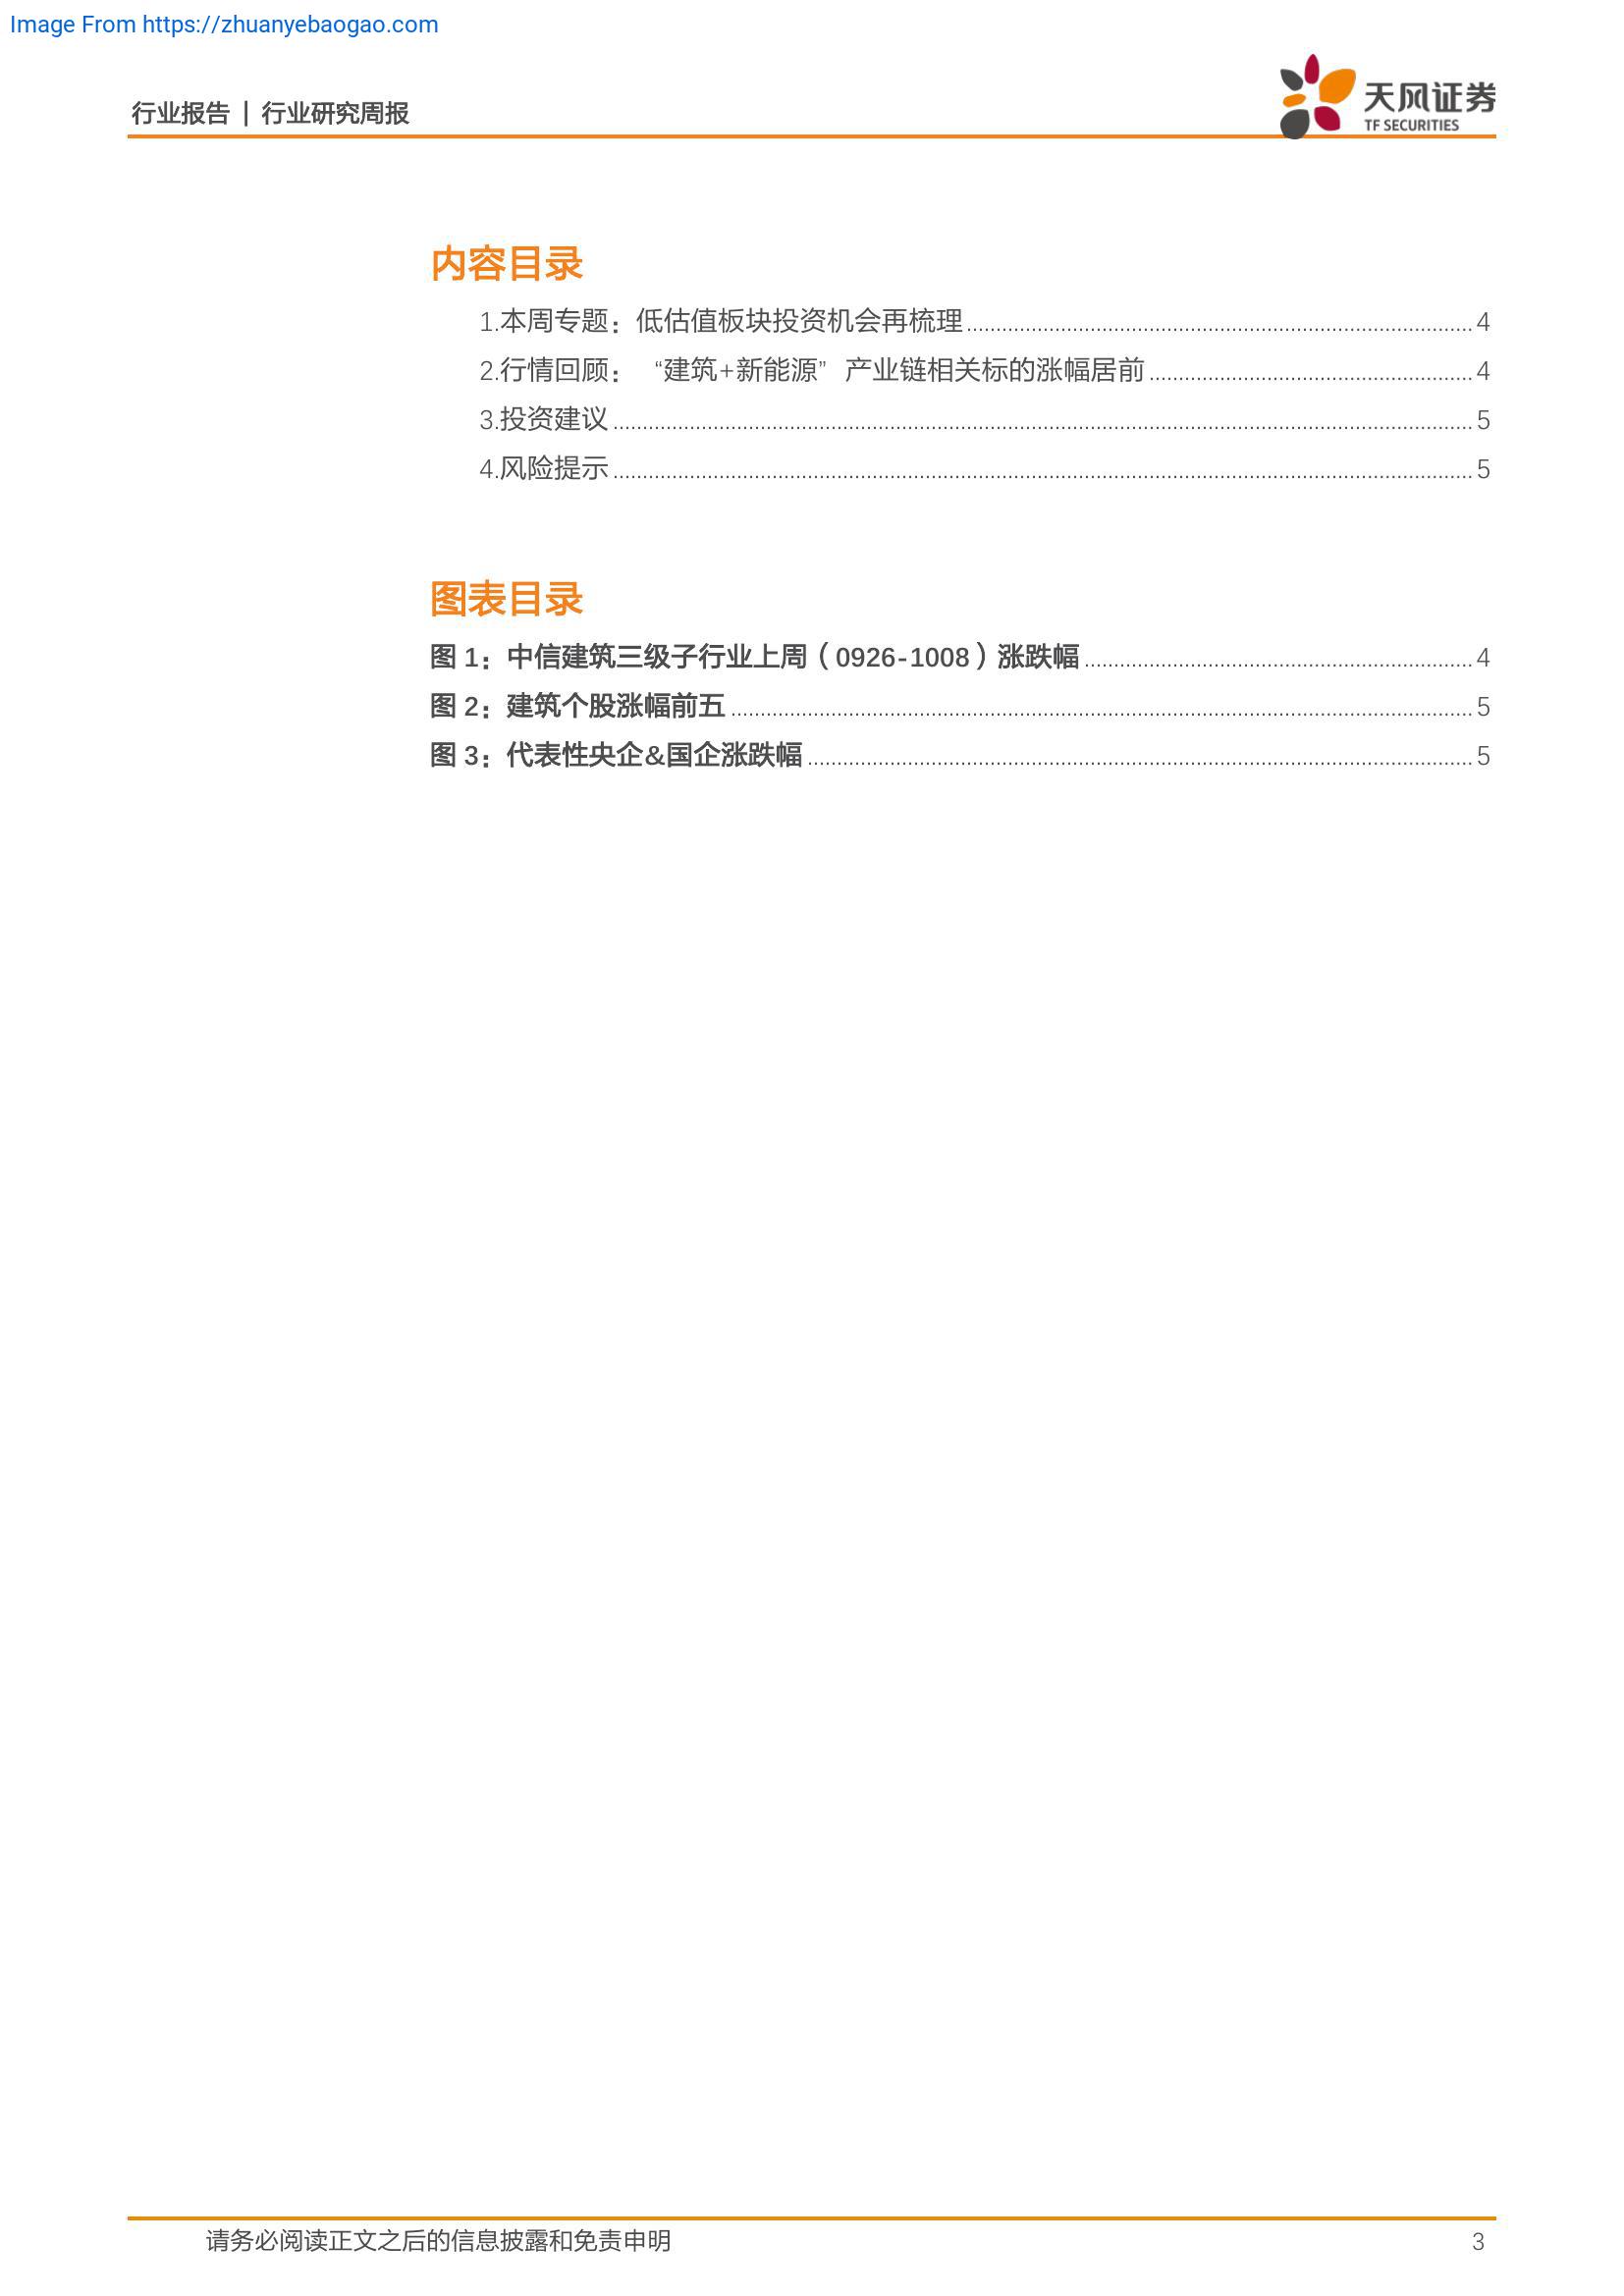 Image From https://zhuanyebaogao.com
行业报告 | 行业研究周报
天风证券
TF SECURITIES
内容目录
1.本周专题：低估值板块投资机会再梳理 4
2.行情回顾：“建筑+新能源”产业链相关标的涨幅居前 4
3.投资建议 5
4.风险提示 5
图表目录
图 1：中信建筑三级子行业上周（0926-1008）涨跌幅 4
图 2：建筑个股涨幅前五 5
图 3：代表性央企&国企涨跌幅 5
请务必阅读正文之后的信息披露和免责申明 3